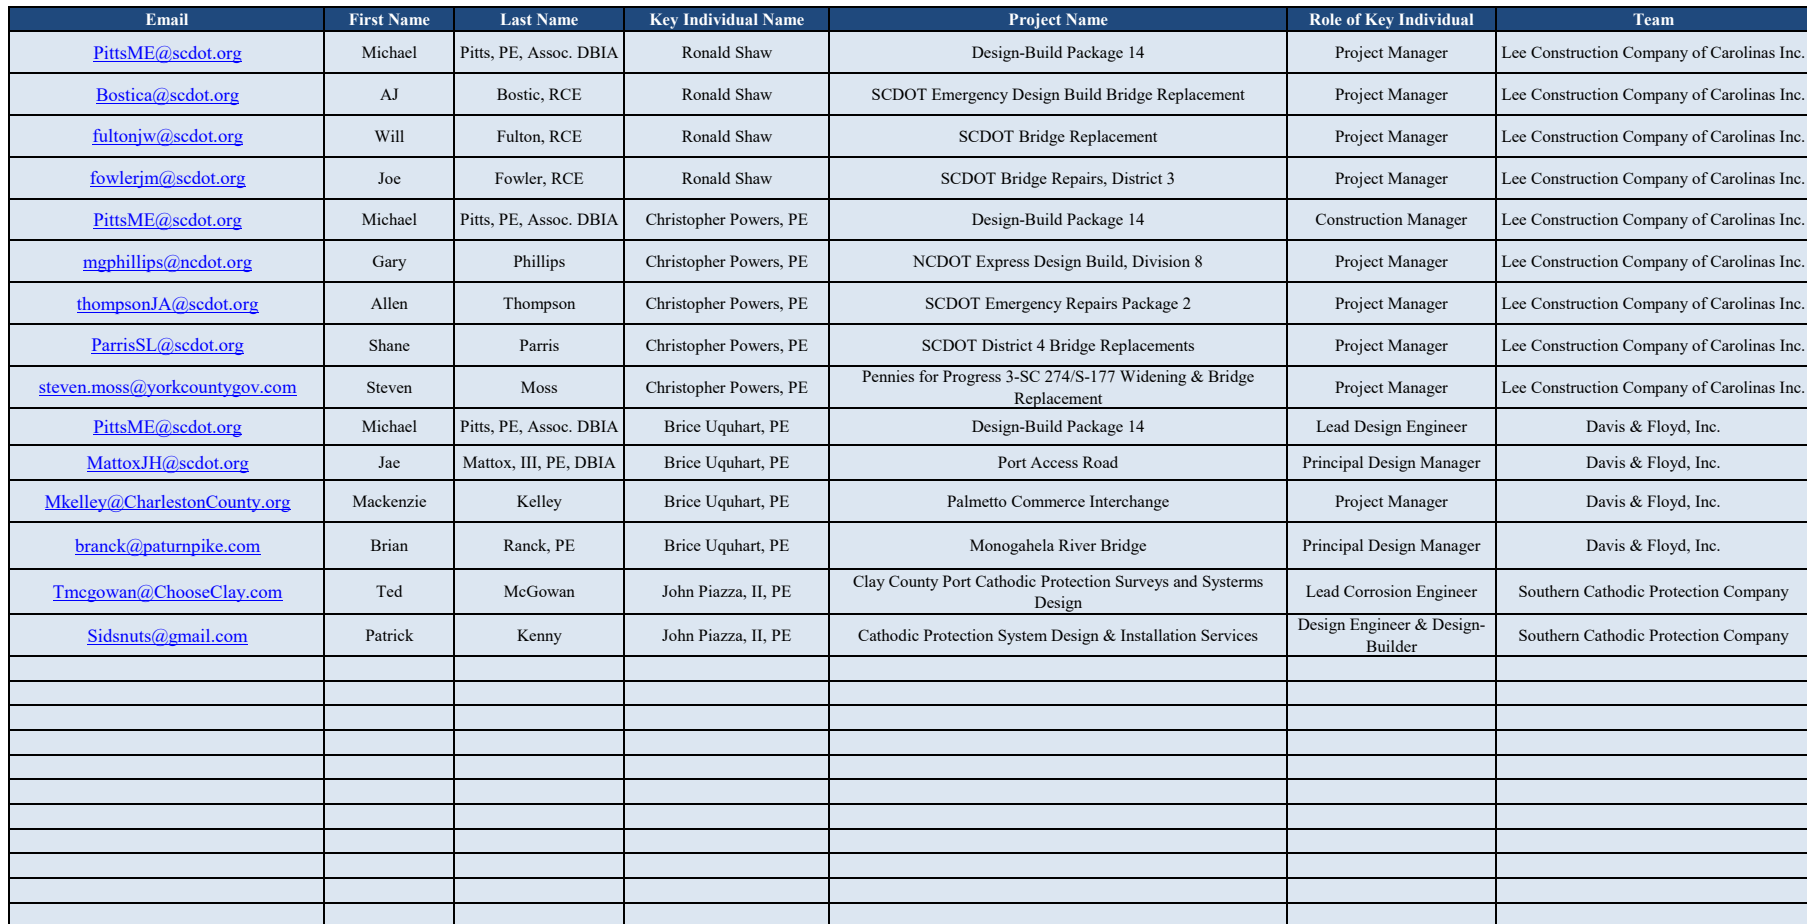 Email First Name Last Name Key Individual Name Project Name Role of Key Individual Team
PittsME@scdot.org Michael Pitts, PE, Assoc. DBIA Ronald Shaw Design-Build Package 14 Project Manager Lee Construction Company of Carolinas Inc.
Bostica@scdot.org AJ Bostic, RCE Ronald Shaw SCDOT Emergency Design Build Bridge Replacement Project Manager Lee Construction Company of Carolinas Inc.
fultonjw@scdot.org Will Fulton, RCE Ronald Shaw SCDOT Bridge Replacement Project Manager Lee Construction Company of Carolinas Inc.
fowlerjm@scdot.org Joe Fowler, RCE Ronald Shaw SCDOT Bridge Repairs, District 3 Project Manager Lee Construction Company of Carolinas Inc.
PittsME@scdot.org Michael Pitts, PE, Assoc. DBIA Christopher Powers, PE Design-Build Package 14 Construction Manager Lee Construction Company of Carolinas Inc.
mgphillips@ncdot.org Gary Phillips Christopher Powers, PE NCDOT Express Design Build, Division 8 Project Manager Lee Construction Company of Carolinas Inc.
thompsonJA@scdot.org Allen Thompson Christopher Powers, PE SCDOT Emergency Repairs Package 2 Project Manager Lee Construction Company of Carolinas Inc.
ParrisSL@scdot.org Shane Parris Christopher Powers, PE SCDOT District 4 Bridge Replacements Project Manager Lee Construction Company of Carolinas Inc.
steven.moss@yorkcountygov.com Steven Moss Christopher Powers, PE Pennies for Progress 3-SC 274/S-177 Widening & Bridge
Replacement Project Manager Lee Construction Company of Carolinas Inc.
PittsME@scdot.org Michael Pitts, PE, Assoc. DBIA Brice Uquhart, PE Design-Build Package 14 Lead Design Engineer Davis & Floyd, Inc.
MattoxJH@scdot.org Jae Mattox, III, PE, DBIA Brice Uquhart, PE Port Access Road Principal Design Manager Davis & Floyd, Inc.
Mkelley@CharlestonCounty.org Mackenzie Kelley Brice Uquhart, PE Palmetto Commerce Interchange Project Manager Davis & Floyd, Inc.
branck@paturnpike.com Brian Ranck, PE Brice Uquhart, PE Monogahela River Bridge Principal Design Manager Davis & Floyd, Inc.
Tmcgowan@ChooseClay.com Ted McGowan John Piazza, II, PE Clay County Port Cathodic Protection Surveys and Systerms
Design Lead Corrosion Engineer Southern Cathodic Protection Company
Sidsnuts@gmail.com Patrick Kenny John Piazza, II, PE Cathodic Protection System Design & Installation Services Design Engineer & Design-
Builder Southern Cathodic Protection Company